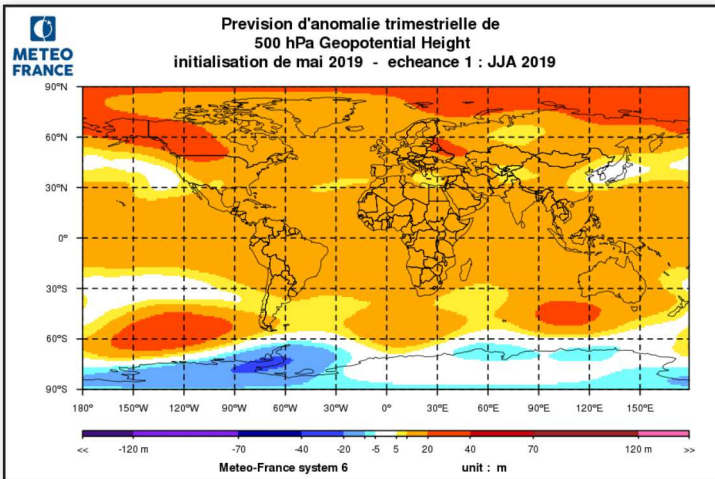 METEO
FRANCE
Prevision d'anomalie trimestrielle de
500 hPa Geopotential Height
initialisation de mai 2019 - echeance 1 : JJA 2019
90°N
60°N
30°N
0°
30°S
60°S
90°S
180° 150°W 120°W 90°W 60°W 30°W 0° 30°E 60°E 90°E 120°E 150°E
<< -120 m -70 -40 -20 -5 5 20 40 70 120 m >>
Meteo-France system 6 unit : m